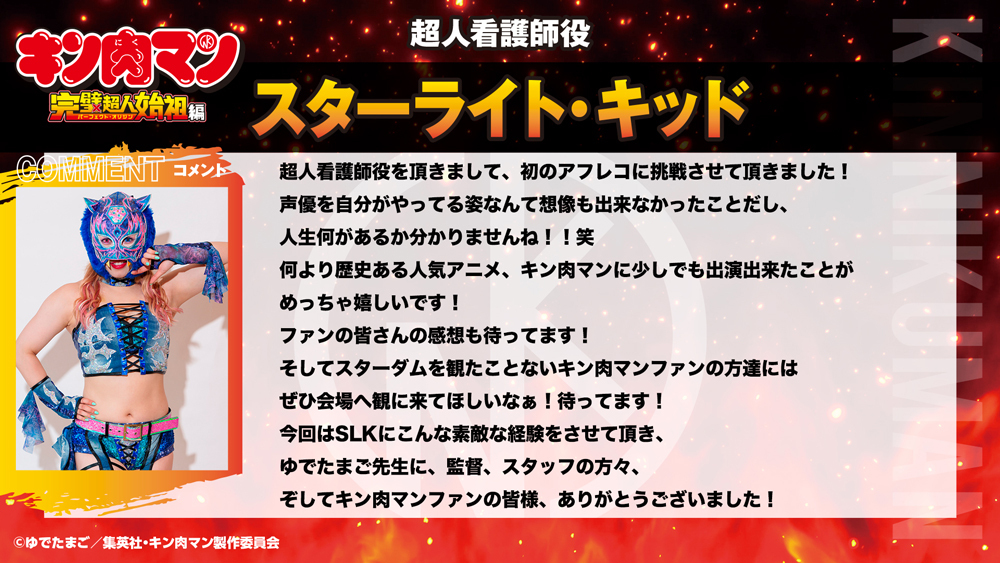 超人看護師役
キン肉マン
完璧超人始祖編
パーフェクト・オリジン
スターライト・キッド
COMMENT コメント
超人看護師役を頂きまして、初のアフレコに挑戦させて頂きました！
声優を自分がやってる姿なんて想像も出来なかったことだし、
人生何があるか分かりませんね！！笑
何より歴史ある人気アニメ、キン肉マンに少しでも出演出来たことが
めっちゃ嬉しいです！
ファンの皆さんの感想も待ってます！
そしてスターダムを観たことないキン肉マンファンの方達には
ぜひ会場へ観に来てほしいなぁ！待ってます！
今回はSLKにこんな素敵な経験をさせて頂き、
ゆでたまご先生に、監督、スタッフの方々、
ぞしてキン肉マンファンの皆様、ありがとうございました！
KINNIKUMAN
©ゆでたまご／集英社・キン肉マン製作委員会